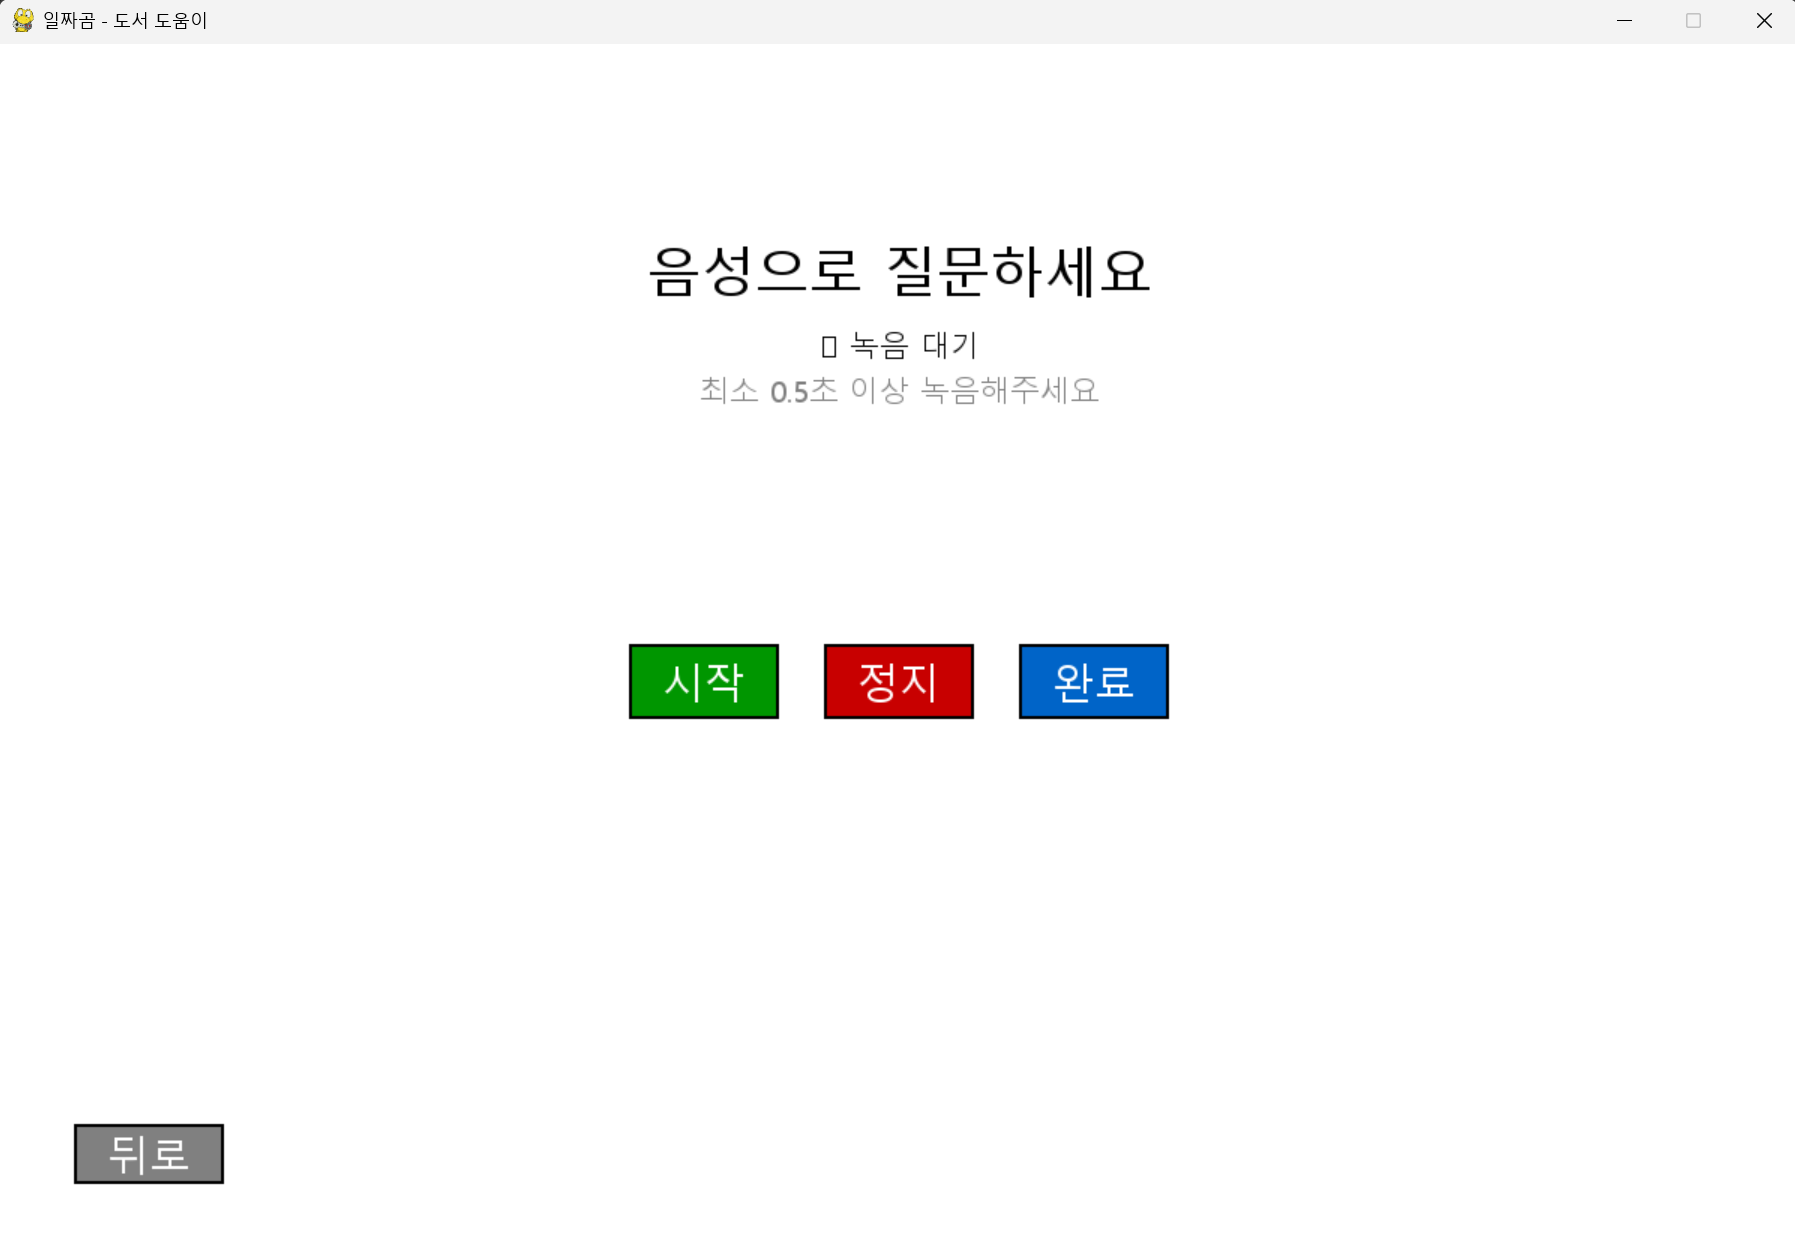 일짜곰 - 도서 도움이
음성으로 질문하세요
▯ 녹음 대기
최소 0.5초 이상 녹음해주세요
시작 정지 완료
뒤로